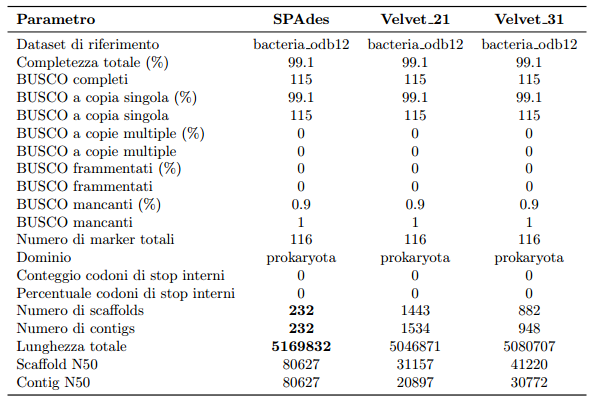 Parametro SPAdes Velvet_21 Velvet_31
Dataset di riferimento bacteria_odb12 bacteria_odb12 bacteria_odb12
Completezza totale (%) 99.1 99.1 99.1
BUSCO completi 115 115 115
BUSCO a copia singola (%) 99.1 99.1 99.1
BUSCO a copia singola 115 115 115
BUSCO a copie multiple (%) 0 0 0
BUSCO a copie multiple 0 0 0
BUSCO frammentati (%) 0 0 0
BUSCO frammentati 0 0 0
BUSCO mancanti (%) 0.9 0.9 0.9
BUSCO mancanti 1 1 1
Numero di marker totali 116 116 116
Dominio prokaryota prokaryota prokaryota
Conteggio codoni di stop interni 0 0 0
Percentuale codoni di stop interni 0 0 0
Numero di scaffolds 232 1443 882
Numero di contigs 232 1534 948
Lunghezza totale 5169832 5046871 5080707
Scaffold N50 80627 31157 41220
Contig N50 80627 20897 30772